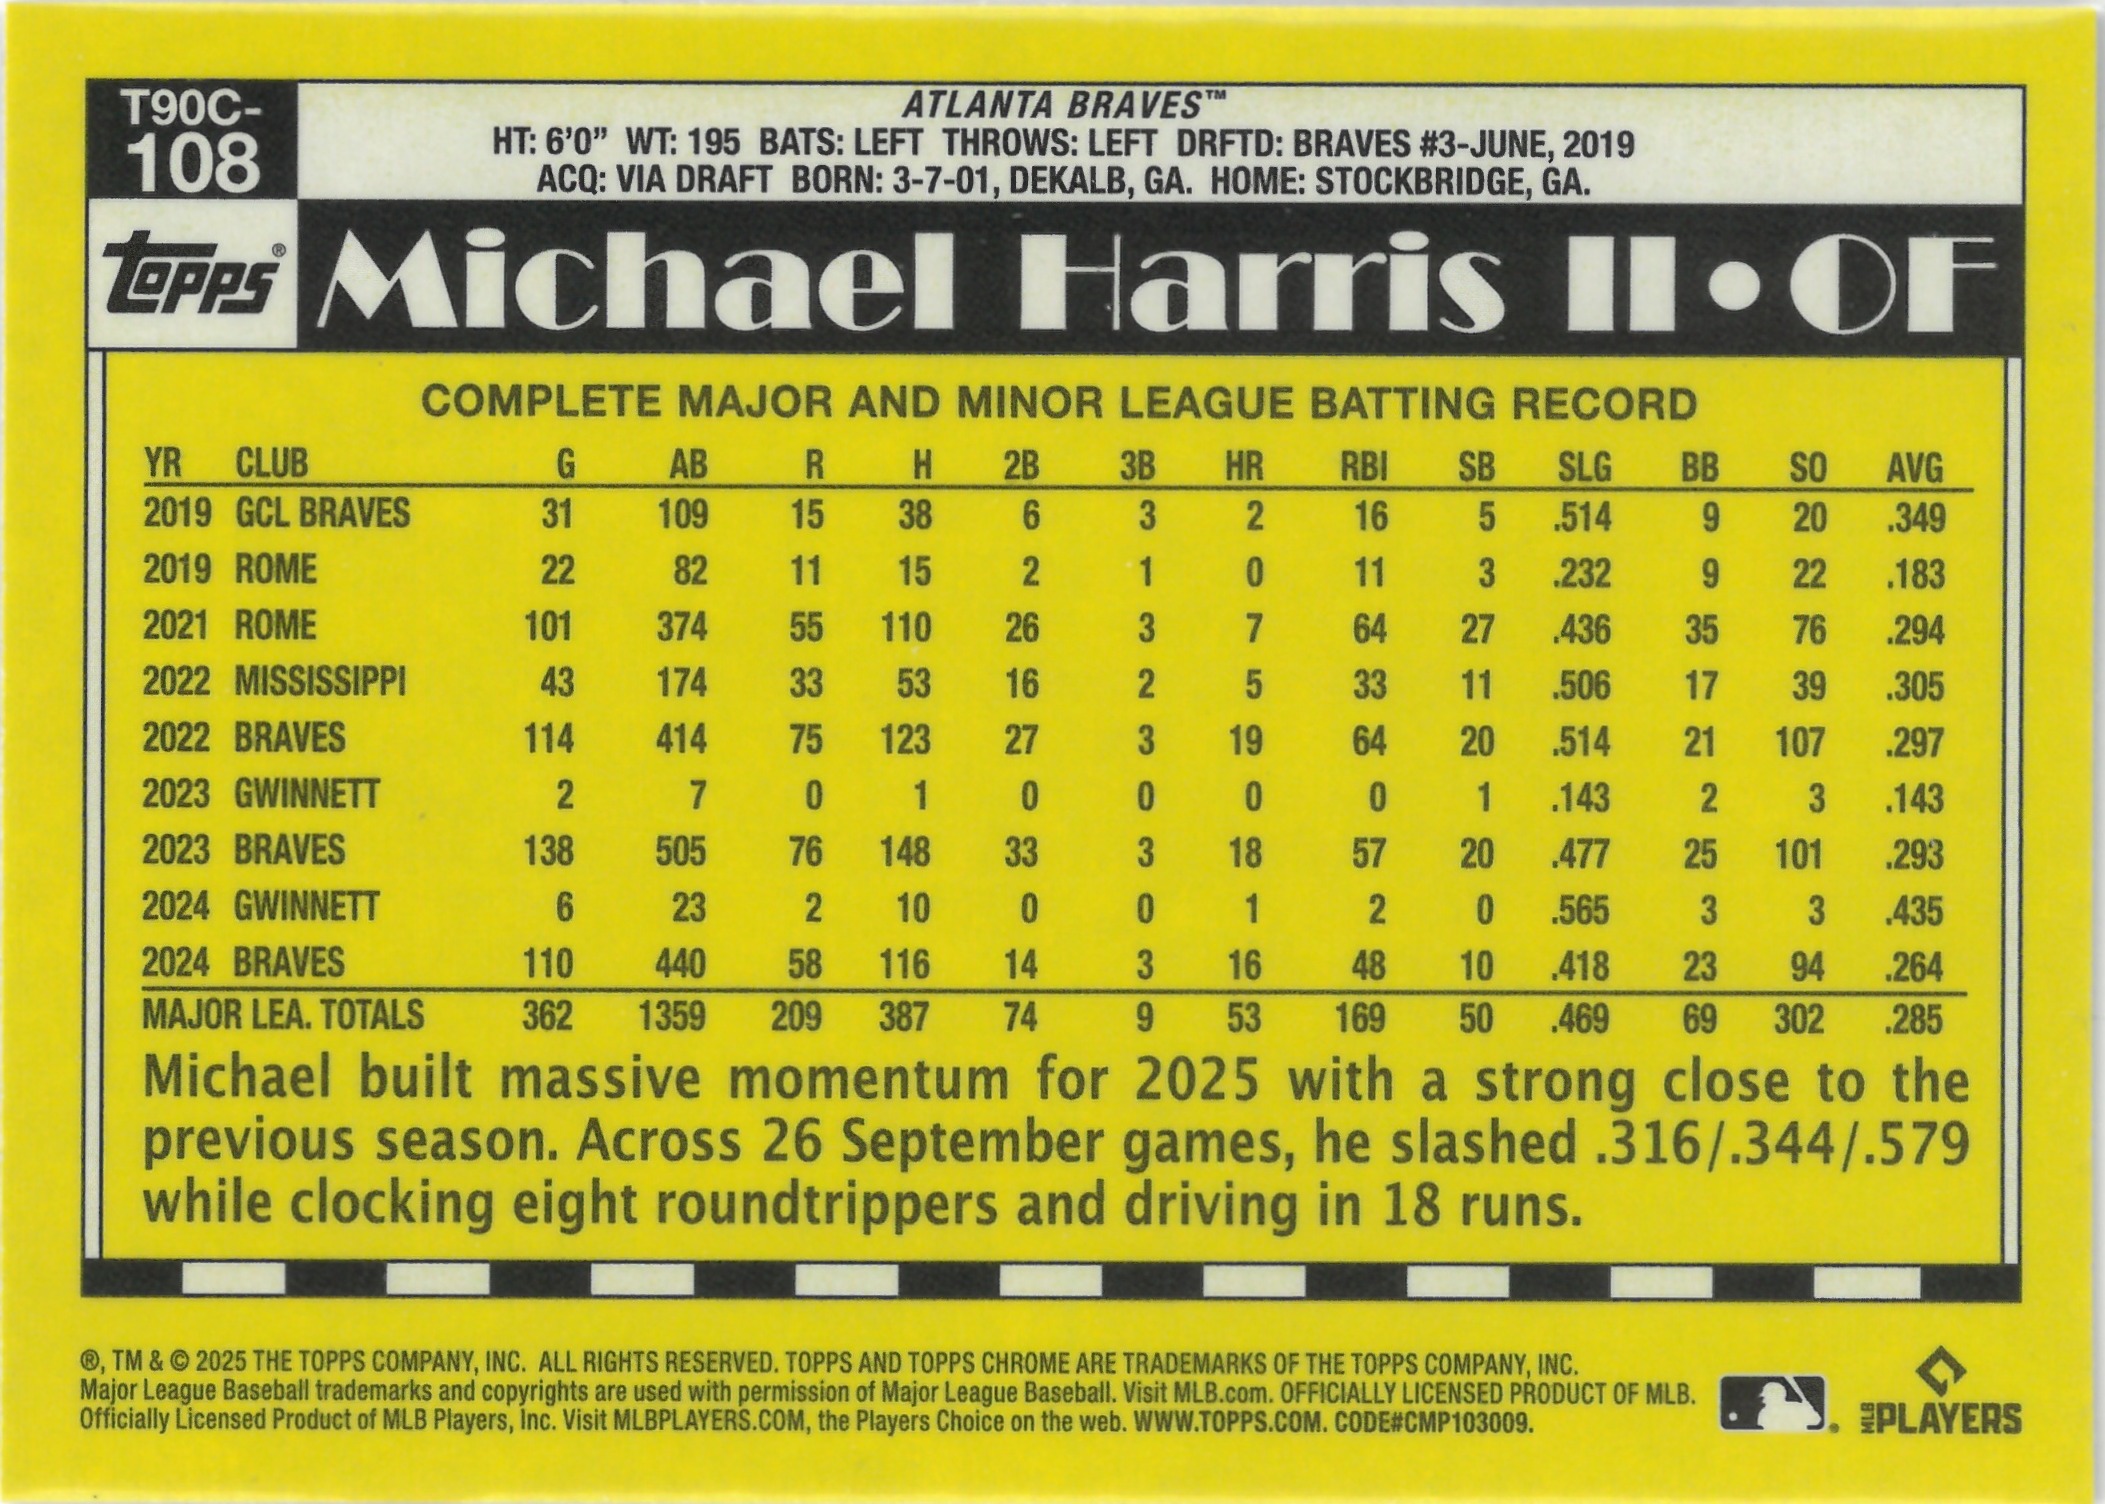 T90C-
108
ATLANTA BRAVES™
HT: 6'0" WT: 195 BATS: LEFT THROWS: LEFT DRFTD: BRAVES #3-JUNE, 2019
ACQ: VIA DRAFT BORN: 3-7-01, DEKALB, GA. HOME: STOCKBRIDGE, GA.
Topps®
Michael Harris II • OF
COMPLETE MAJOR AND MINOR LEAGUE BATTING RECORD
YR CLUB G AB R H 2B 3B HR RBI SB SLG BB SO AVG
2019 GCL BRAVES 31 109 15 38 6 3 2 16 5 .514 9 20 .349
2019 ROME 22 82 11 15 2 1 0 11 3 .232 9 22 .183
2021 ROME 101 374 55 110 26 3 7 64 27 .436 35 76 .294
2022 MISSISSIPPI 43 174 33 53 16 2 5 33 11 .506 17 39 .305
2022 BRAVES 114 414 75 123 27 3 19 64 20 .514 21 107 .297
2023 GWINNETT 2 7 0 1 0 0 0 0 1 .143 2 3 .143
2023 BRAVES 138 505 76 148 33 3 18 57 20 .477 25 101 .293
2024 GWINNETT 6 23 2 10 0 0 1 2 0 .565 3 3 .435
2024 BRAVES 110 440 58 116 14 3 16 48 10 .418 23 94 .264
MAJOR LEA. TOTALS 362 1359 209 387 74 9 53 169 50 .469 69 302 .285
Michael built massive momentum for 2025 with a strong close to the
previous season. Across 26 September games, he slashed .316/.344/.579
while clocking eight roundtrippers and driving in 18 runs.
®, TM & © 2025 THE TOPPS COMPANY, INC. ALL RIGHTS RESERVED. TOPPS AND TOPPS CHROME ARE TRADEMARKS OF THE TOPPS COMPANY, INC.
Major League Baseball trademarks and copyrights are used with permission of Major League Baseball. Visit MLB.com. OFFICIALLY LICENSED PRODUCT OF MLB.
Officially Licensed Product of MLB Players, Inc. Visit MLBPLAYERS.COM, the Players Choice on the web. WWW.TOPPS.COM. CODE#CMP103009.
MLB PLAYERS